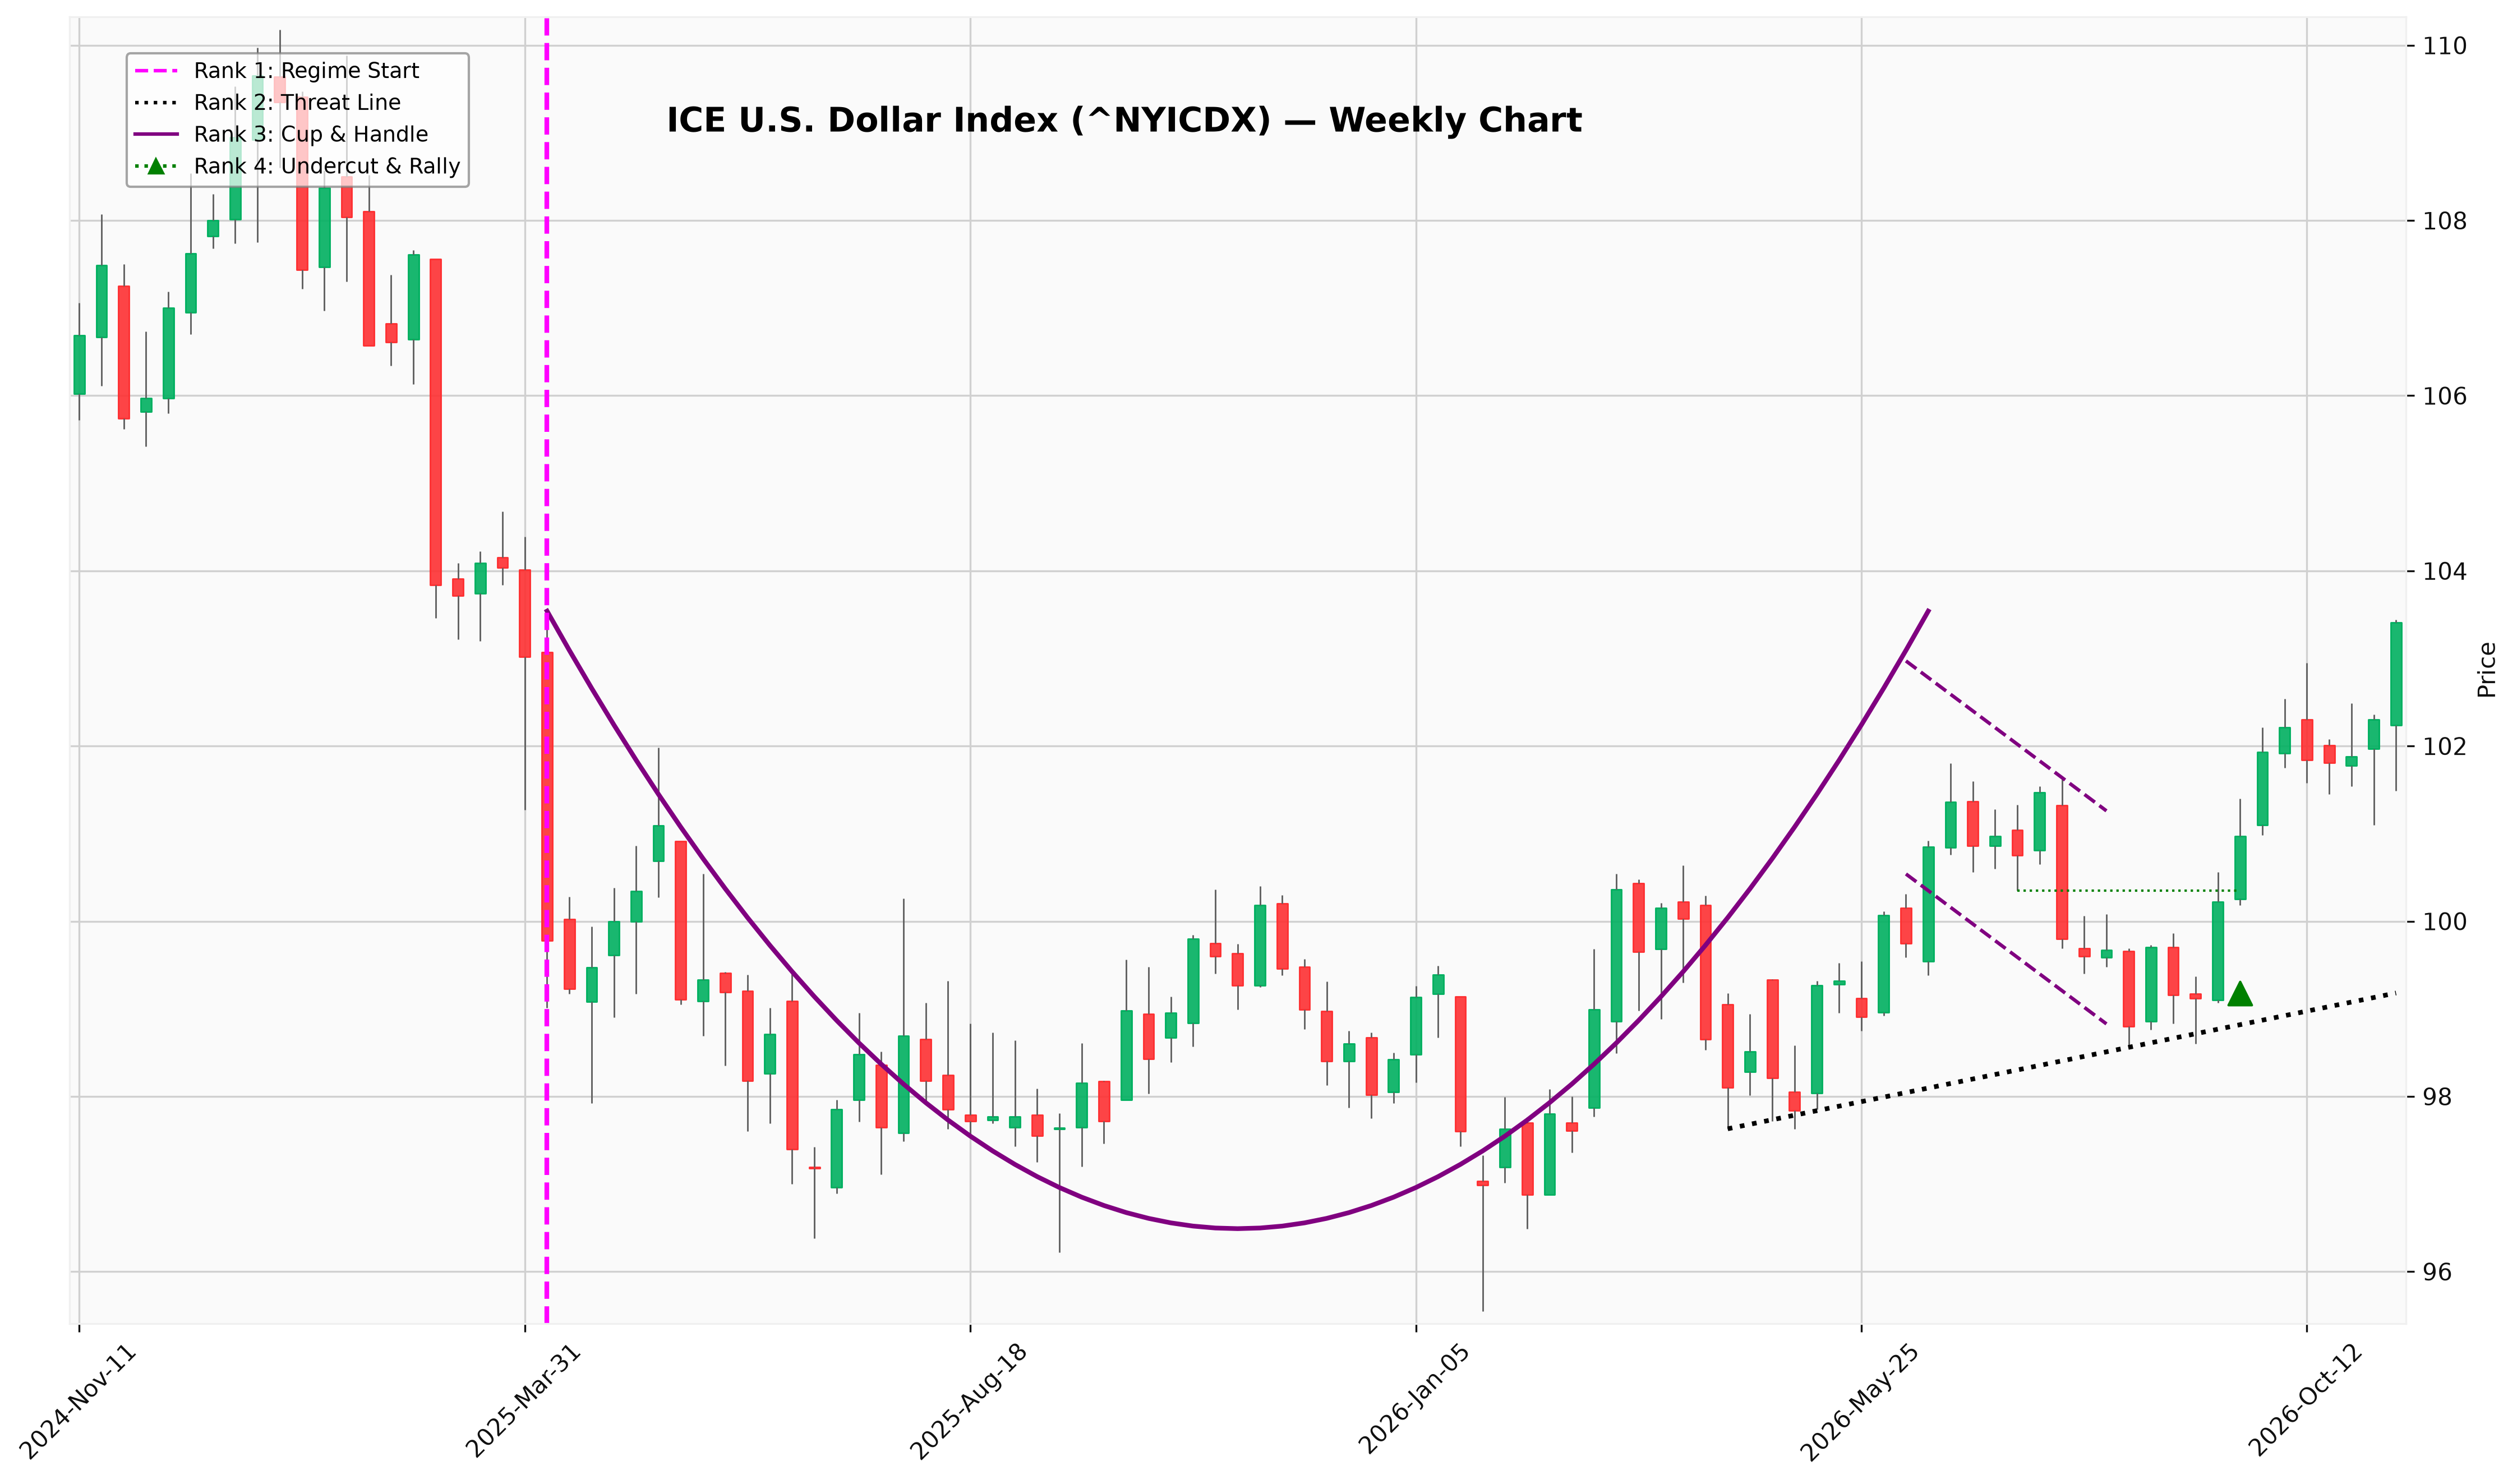 ICE U.S. Dollar Index (^NYICDX) — Weekly Chart
Rank 1: Regime Start
Rank 2: Threat Line
Rank 3: Cup & Handle
Rank 4: Undercut & Rally
110
108
106
104
102
100
98
96
Price
2024-Nov-11
2025-Mar-31
2025-Aug-18
2026-Jan-05
2026-May-25
2026-Oct-12